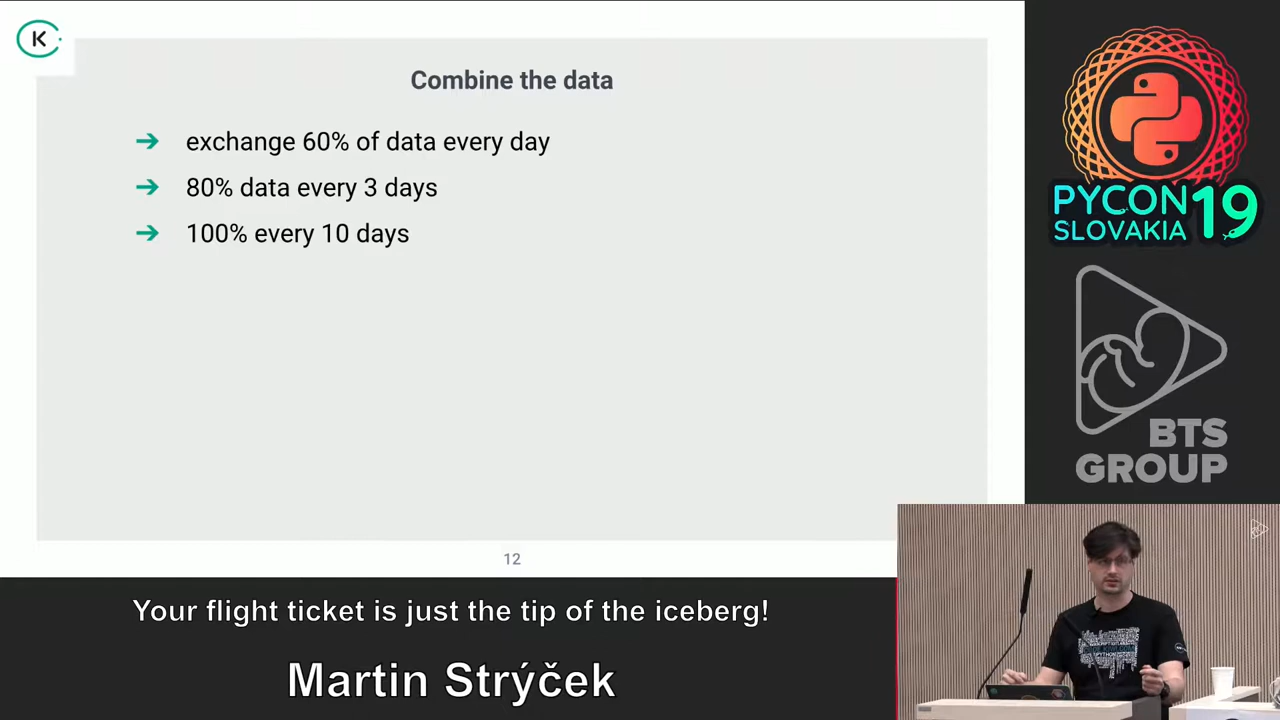 K
Combine the data
➔ exchange 60% of data every day
➔ 80% data every 3 days
➔ 100% every 10 days
12
PYCON
SLOVAKIA
19
BTS
GROUP
Your flight ticket is just the tip of the iceberg!
Martin Strýček